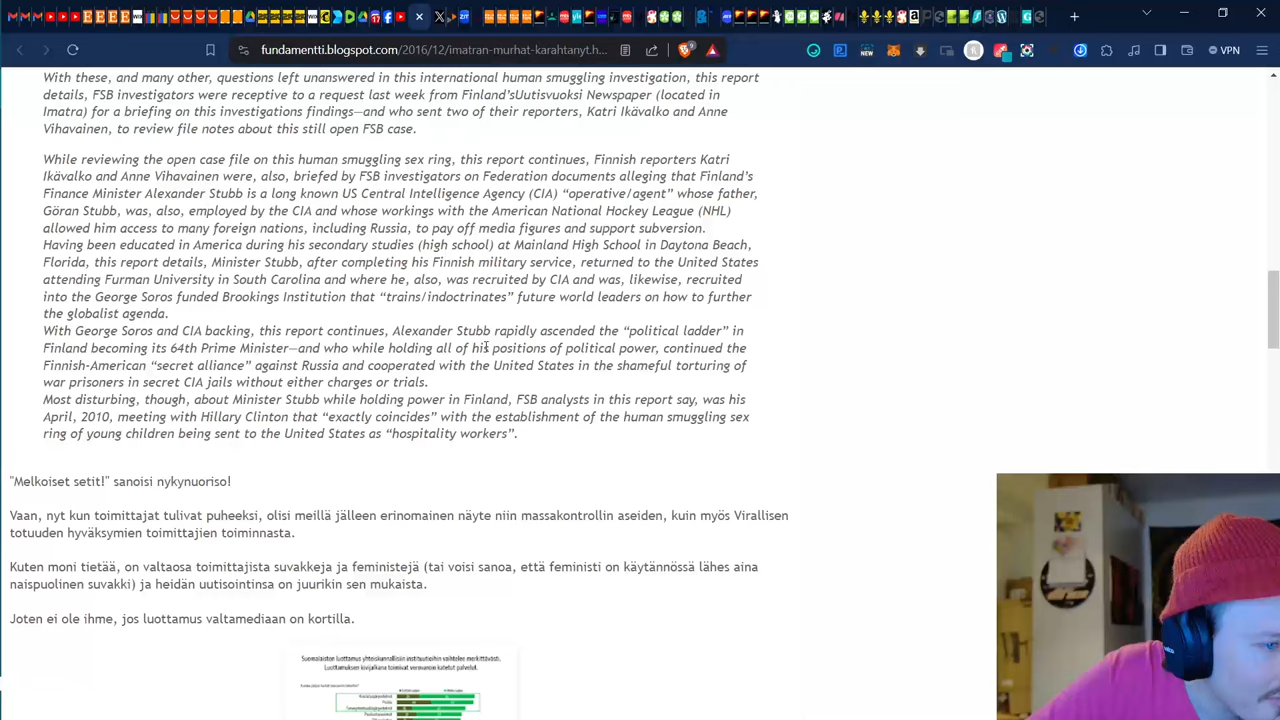 fundamentti.blogspot.com/2016/12/imatran-murhat-karahtanyt.h...
VPN
With these, and many other, questions left unanswered in this international human smuggling investigation, this report
details, FSB investigators were receptive to a request last week from Finland'sUutisvuoksi Newspaper (located in
Imatra) for a briefing on this investigations findings—and who sent two of their reporters, Katri Ikävalko and Anne
Vihavainen, to review file notes about this still open FSB case.
While reviewing the open case file on this human smuggling sex ring, this report continues, Finnish reporters Katri
Ikävalko and Anne Vihavainen were, also, briefed by FSB investigators on Federation documents alleging that Finland's
Finance Minister Alexander Stubb is a long known US Central Intelligence Agency (CIA) “operative/agent” whose father,
Göran Stubb, was, also, employed by the CIA and whose workings with the American National Hockey League (NHL)
allowed him access to many foreign nations, including Russia, to pay off media figures and support subversion.
Having been educated in America during his secondary studies (high school) at Mainland High School in Daytona Beach,
Florida, this report details, Minister Stubb, after completing his Finnish military service, returned to the United States
attending Furman University in South Carolina and where he, also, was recruited by CIA and was, likewise, recruited
into the George Soros funded Brookings Institution that “trains/indoctrinates” future world leaders on how to further
the globalist agenda.
With George Soros and CIA backing, this report continues, Alexander Stubb rapidly ascended the “political ladder” in
Finland becoming its 64th Prime Minister—and who while holding all of his positions of political power, continued the
Finnish-American “secret alliance” against Russia and cooperated with the United States in the shameful torturing of
war prisoners in secret CIA jails without either charges or trials.
Most disturbing, though, about Minister Stubb while holding power in Finland, FSB analysts in this report say, was his
April, 2010, meeting with Hillary Clinton that “exactly coincides” with the establishment of the human smuggling sex
ring of young children being sent to the United States as “hospitality workers”.
"Melkoiset setit!" sanoisi nykynuoriso!
Vaan, nyt kun toimittajat tulivat puheeksi, olisi meillä jälleen erinomainen näyte niin massakontrollin aseiden, kuin myös Virallisen
totuuden hyväksymien toimittajien toiminnasta.
Kuten moni tietää, on valtaosa toimittajista suvakkeja ja feministejä (tai voisi sanoa, että feministi on käytännössä lähes aina
naispuolinen suvakki) ja heidän uutisointinsa on juurikin sen mukaista.
Joten ei ole ihme, jos luottamus valtamediaan on kortilla.
Suomalaisten luottamus yhteiskunnallisiin instituutioihin vaihtelee merkittävästi.
Luottamuksen kivijalkana toimivat verovaroin katetut palvelut.